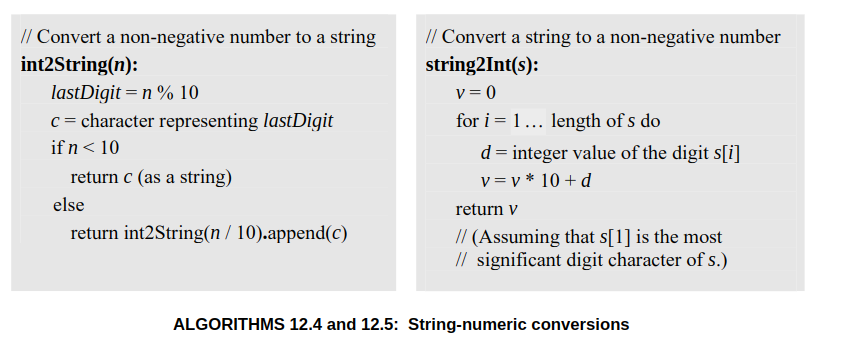 // Convert a non-negative number to a string
int2String(n):
lastDigit = n % 10
c = character representing lastDigit
if n < 10
return c (as a string)
else
return int2String(n / 10).append(c)
// Convert a string to a non-negative number
string2Int(s):
v = 0
for i = 1… length of s do
d = integer value of the digit s[i]
v = v * 10 + d
return v
// (Assuming that s[1] is the most
// significant digit character of s.)
ALGORITHMS 12.4 and 12.5: String-numeric conversions